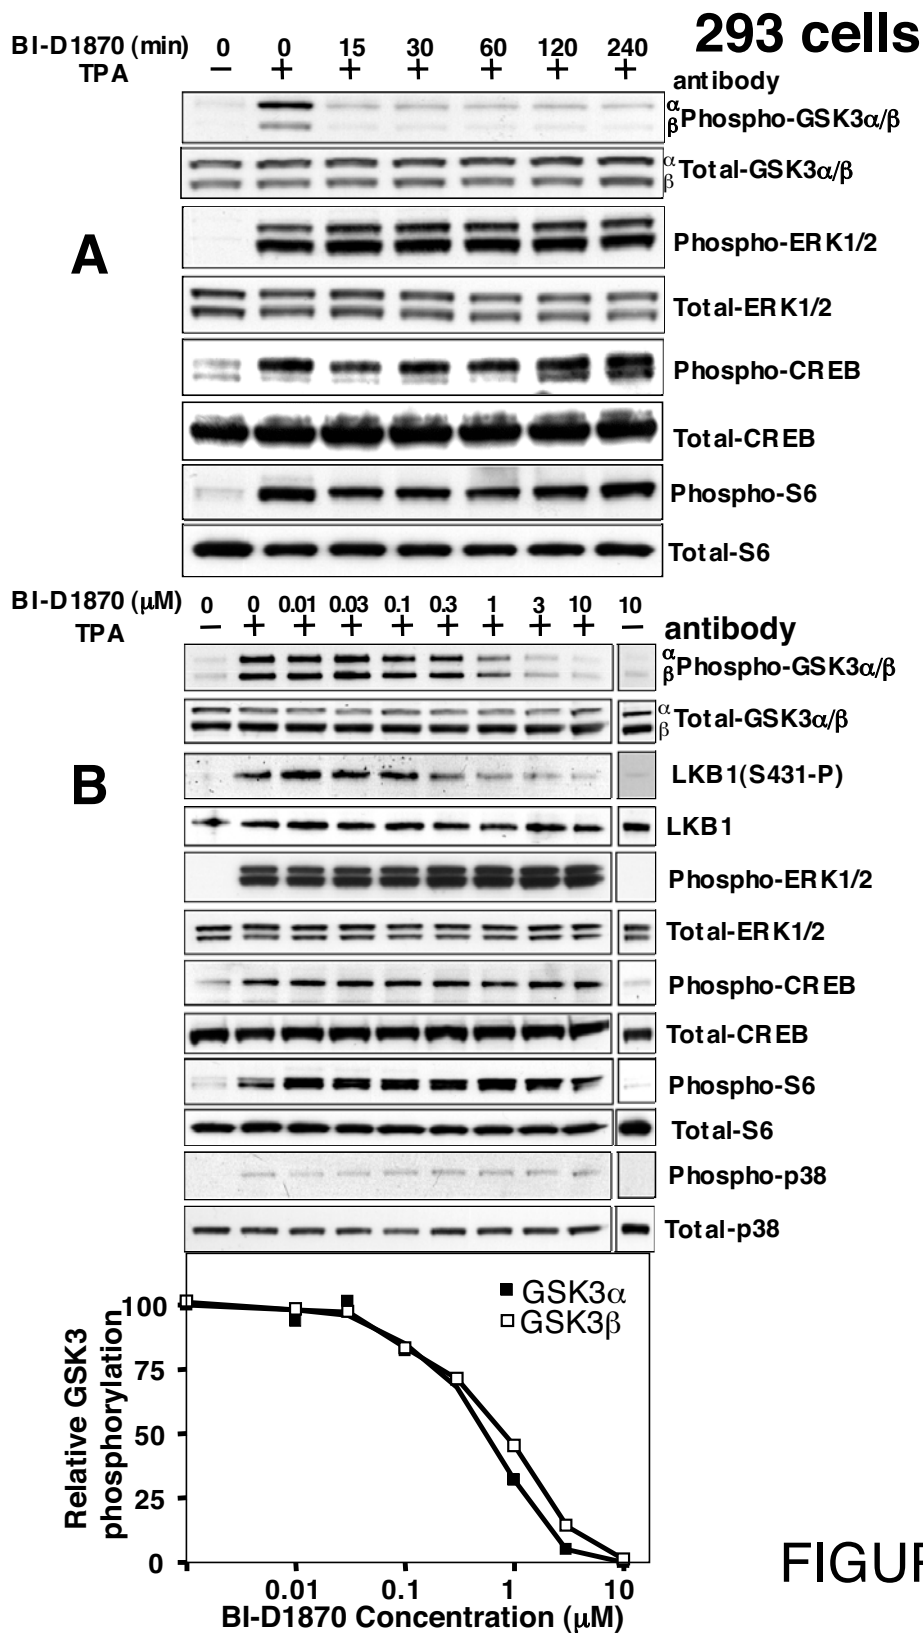 293 cells
BI-D1870 (min) 0 0 15 30 60 120 240
TPA − + + + + + +
antibody
α
β Phospho-GSK3α/β
α
β Total-GSK3α/β
A
Phospho-ERK1/2
Total-ERK1/2
Phospho-CREB
Total-CREB
Phospho-S6
Total-S6
BI-D1870 (μM) 0 0 0.01 0.03 0.1 0.3 1 3 10 10
TPA − + + + + + + + + −
antibody
α
β Phospho-GSK3α/β
α
β Total-GSK3α/β
B
LKB1(S431-P)
LKB1
Phospho-ERK1/2
Total-ERK1/2
Phospho-CREB
Total-CREB
Phospho-S6
Total-S6
Phospho-p38
Total-p38
GSK3α
GSK3β
Relative GSK3
phosphorylation
100
75
50
25
0
0.01 0.1 1 10
BI-D1870 Concentration (μM)
FIGUR